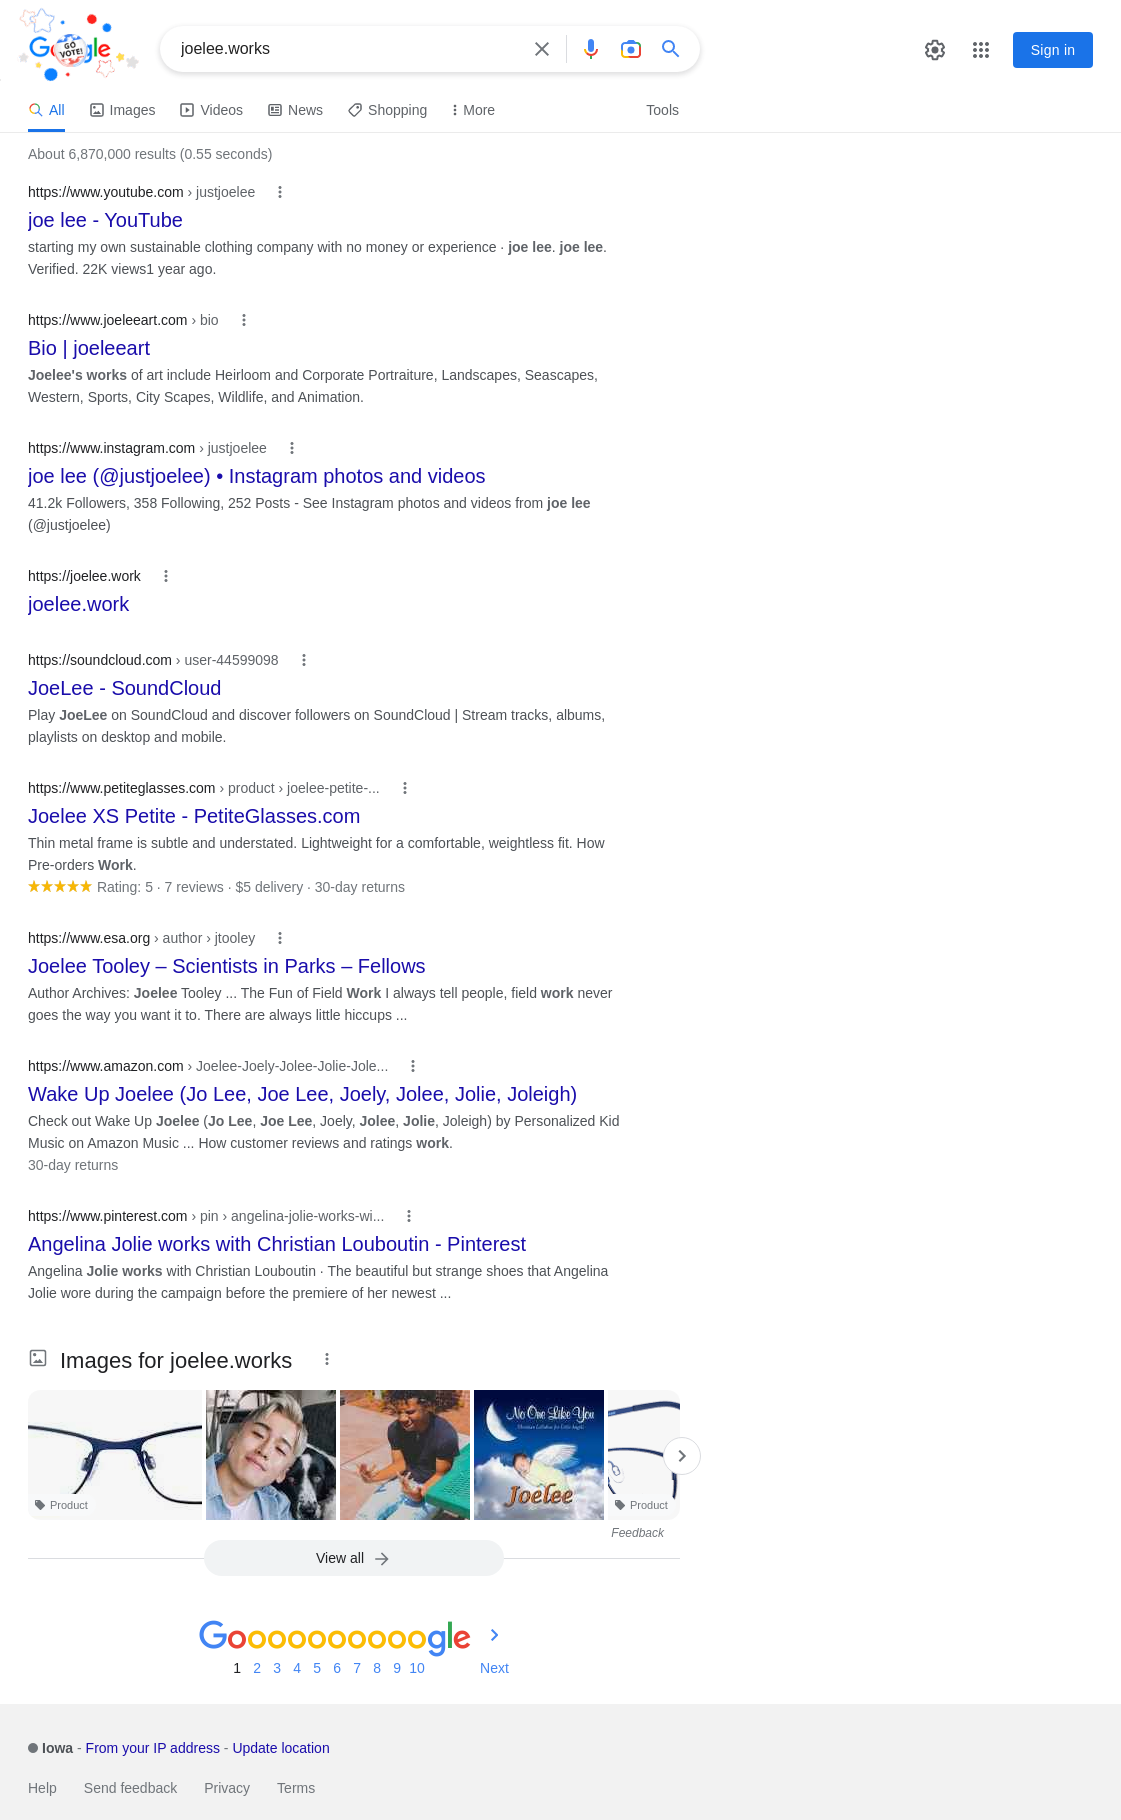 GO VOTE!
joelee.works
Sign in
All Images Videos News Shopping More Tools
About 6,870,000 results (0.55 seconds)
https://www.youtube.com › justjoelee
joe lee - YouTube
starting my own sustainable clothing company with no money or experience · joe lee. joe lee.
Verified. 22K views1 year ago.
https://www.joeleeart.com › bio
Bio | joeleeart
Joelee's works of art include Heirloom and Corporate Portraiture, Landscapes, Seascapes,
Western, Sports, City Scapes, Wildlife, and Animation.
https://www.instagram.com › justjoelee
joe lee (@justjoelee) • Instagram photos and videos
41.2k Followers, 358 Following, 252 Posts - See Instagram photos and videos from joe lee
(@justjoelee)
https://joelee.work
joelee.work
https://soundcloud.com › user-44599098
JoeLee - SoundCloud
Play JoeLee on SoundCloud and discover followers on SoundCloud | Stream tracks, albums,
playlists on desktop and mobile.
https://www.petiteglasses.com › product › joelee-petite-...
Joelee XS Petite - PetiteGlasses.com
Thin metal frame is subtle and understated. Lightweight for a comfortable, weightless fit. How
Pre-orders Work.
Rating: 5 · 7 reviews · $5 delivery · 30-day returns
https://www.esa.org › author › jtooley
Joelee Tooley – Scientists in Parks – Fellows
Author Archives: Joelee Tooley ... The Fun of Field Work I always tell people, field work never
goes the way you want it to. There are always little hiccups ...
https://www.amazon.com › Joelee-Joely-Jolee-Jolie-Jole...
Wake Up Joelee (Jo Lee, Joe Lee, Joely, Jolee, Jolie, Joleigh)
Check out Wake Up Joelee (Jo Lee, Joe Lee, Joely, Jolee, Jolie, Joleigh) by Personalized Kid
Music on Amazon Music ... How customer reviews and ratings work.
30-day returns
https://www.pinterest.com › pin › angelina-jolie-works-wi...
Angelina Jolie works with Christian Louboutin - Pinterest
Angelina Jolie works with Christian Louboutin · The beautiful but strange shoes that Angelina
Jolie wore during the campaign before the premiere of her newest ...
Images for joelee.works
No One Like You
Christian Lullabies for Little Angels
Joelee
Product
Product
Feedback
View all
Goooooooooogle
1 2 3 4 5 6 7 8 9 10 Next
Iowa - From your IP address - Update location
Help Send feedback Privacy Terms